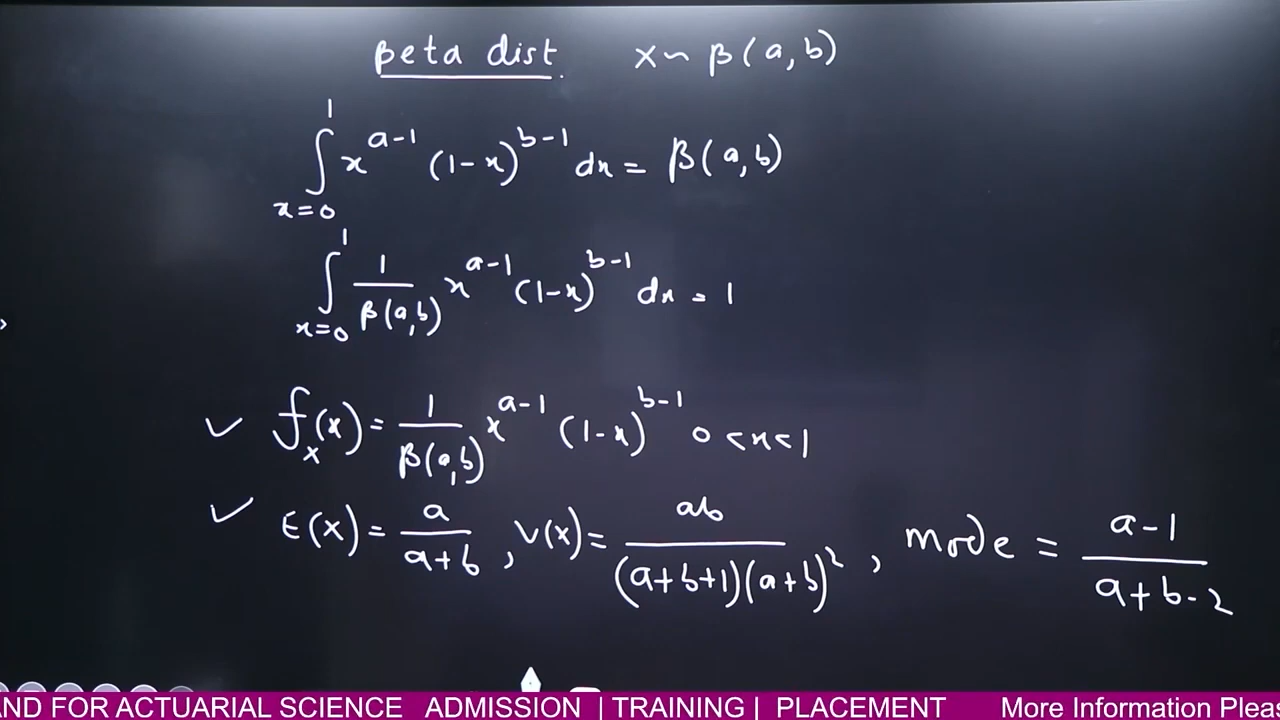 beta dist. x~ β(a,b)
∫_{x=0}^{1} x^{a-1} (1-x)^{b-1} dx = β(a,b)
∫_{x=0}^{1} 1/β(a,b) x^{a-1} (1-x)^{b-1} dx = 1
✓ f_x(x) = 1/β(a,b) x^{a-1} (1-x)^{b-1} 0<x<1
✓ E(x) = a/(a+b) , V(x) = ab/((a+b+1)(a+b)^2) , mode = (a-1)/(a+b-2)
AND FOR ACTUARIAL SCIENCE ADMISSION | TRAINING | PLACEMENT More Information Pleas